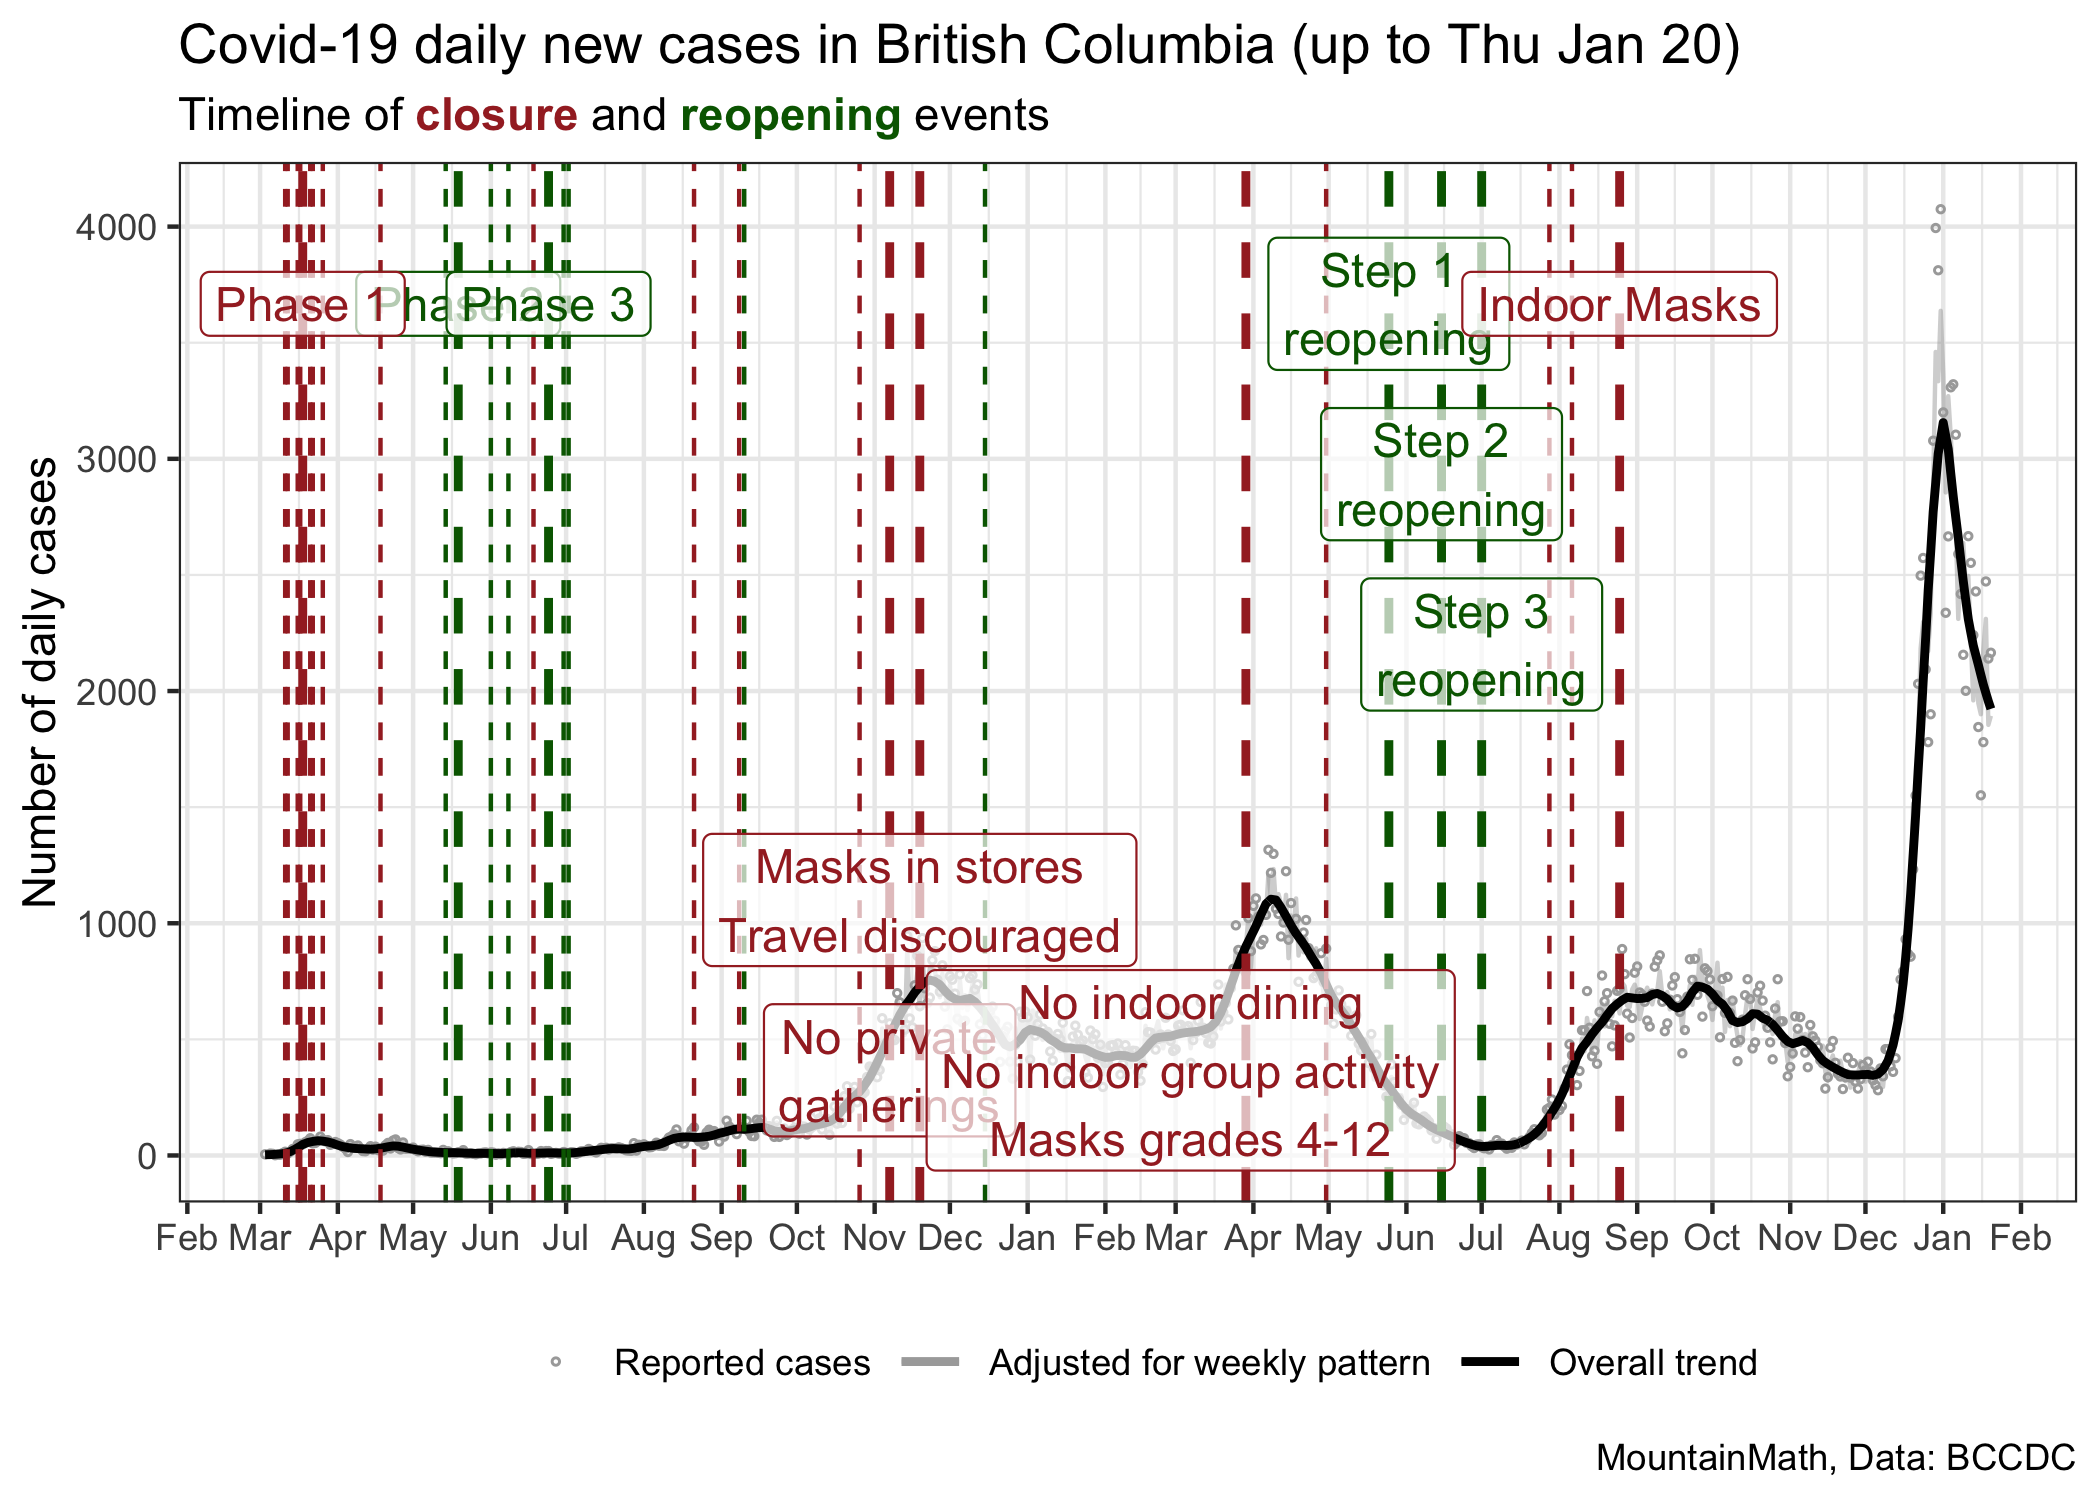 Covid-19 daily new cases in British Columbia (up to Thu Jan 20)
Timeline of closure and reopening events
Number of daily cases
4000
3000
2000
1000
0
Phase 1
Phase 2
Phase 3
Step 1
reopening
Indoor Masks
Step 2
reopening
Step 3
reopening
Masks in stores
Travel discouraged
No private
gatherings
No indoor dining
No indoor group activity
Masks grades 4-12
Feb Mar Apr May Jun Jul Aug Sep Oct Nov Dec Jan Feb Mar Apr May Jun Jul Aug Sep Oct Nov Dec Jan Feb
Reported cases Adjusted for weekly pattern Overall trend
MountainMath, Data: BCCDC